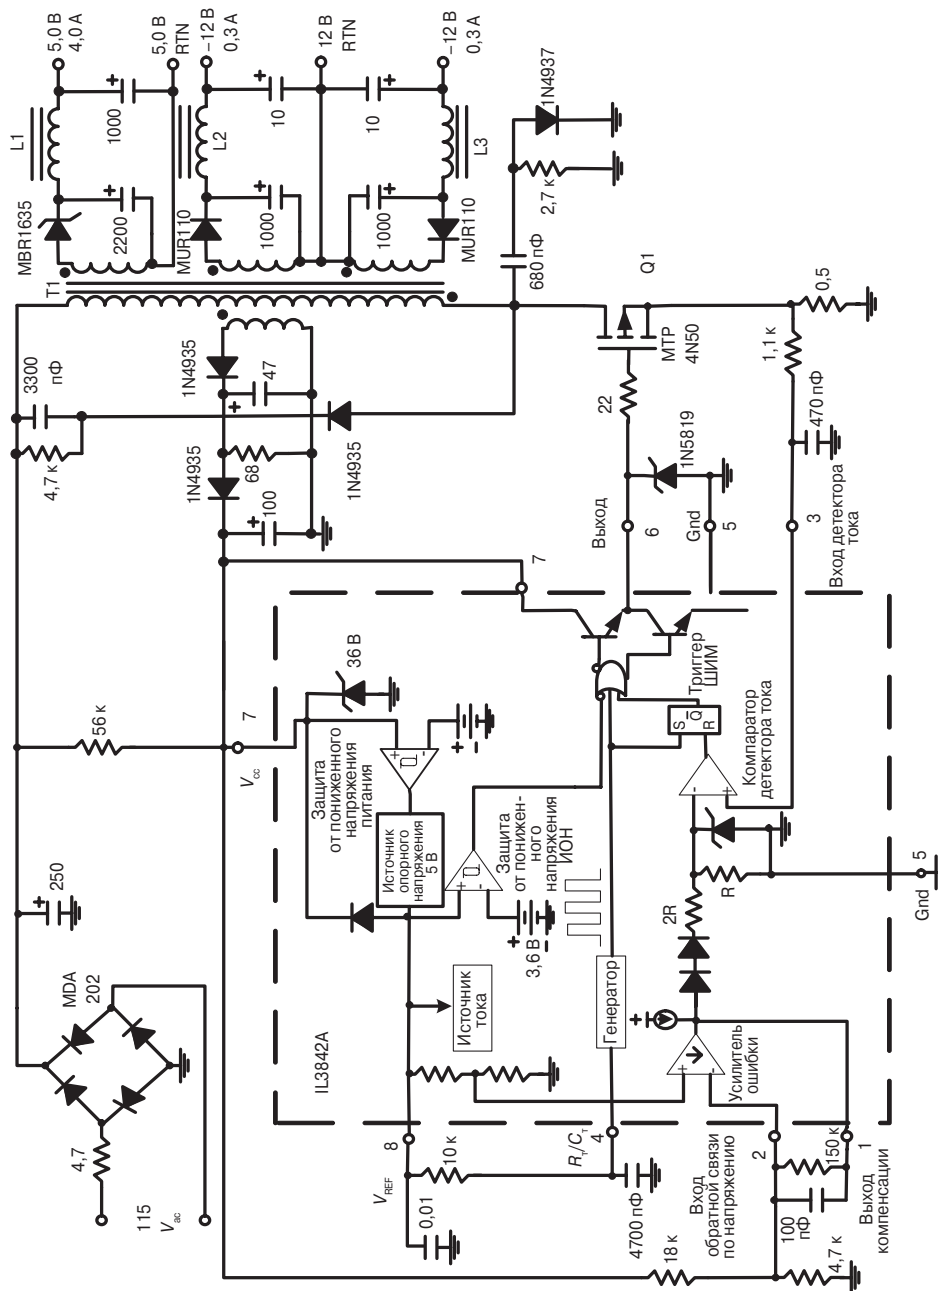 L1
5,0 В
4,0 А
MBR1635
1000
2200
5,0 В
RTN
T1
-12 В
0,3 А
MUR110
L2
10
1000
12 В
RTN
10
1000
MUR110
L3
-12 В
0,3 А
3300
пФ
4,7 к
1N4935
47
1N4935
68
100
1N4935
680 пФ
2,7 к
1N4937
Q1
MTP
4N50
22
1N5819
0,5
1,1 к
470 пФ
Выход
6
Gnd
5
3
Вход детектора
тока
7
56 к
7
Vcc
250
MDA
202
4,7
115
Vac
IL3842A
36 В
Защита
от пониженного
напряжения
питания
Источник
опорного
напряжения
5 В
Защита
от понижен-
ного
напряжения
ИОН
3,6 В
Источник
тока
Генератор
Триггер
ШИМ
S
Q
R
Компаратор
детектора тока
2R
R
Усилитель
ошибки
Gnd
5
8
VREF
10 к
0,01
RT/CT
4
4700 пФ
Вход
обратной связи
по напряжению
2
150 к
1
100
пФ
Выход
компенсации
18 к
4,7 к